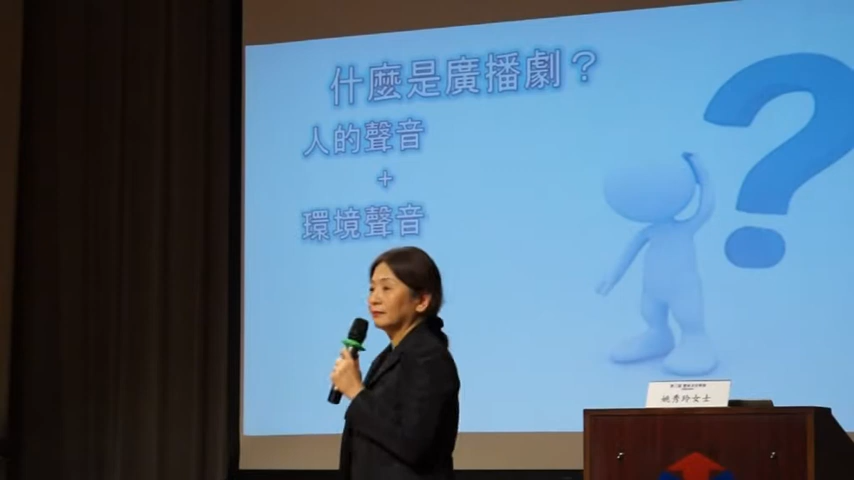 什麼是廣播劇？
人的聲音
+
環境聲音
姚秀玲女士